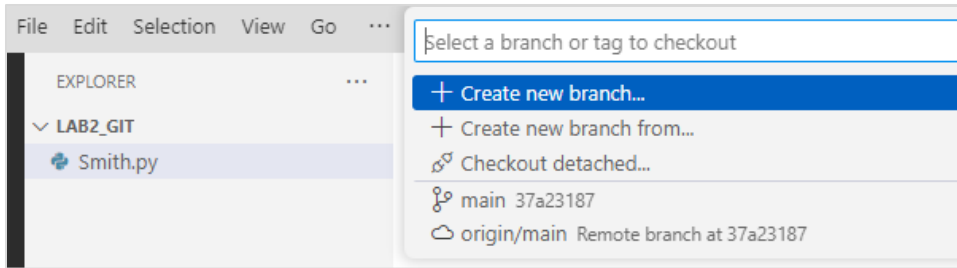 File Edit Selection View Go ...
Select a branch or tag to checkout
EXPLORER ...
+ Create new branch...
LAB2_GIT
+ Create new branch from...
Smith.py
Checkout detached...
main 37a23187
origin/main Remote branch at 37a23187